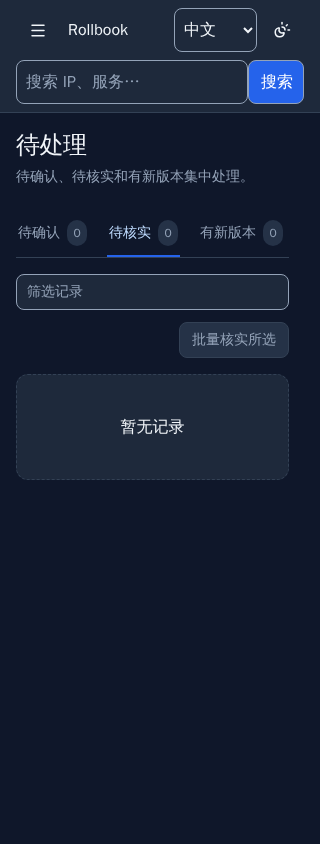 Rollbook
中文
搜索 IP、服务…
搜索
待处理
待确认、待核实和有新版本集中处理。
待确认 0
待核实 0
有新版本 0
筛选记录
批量核实所选
暂无记录